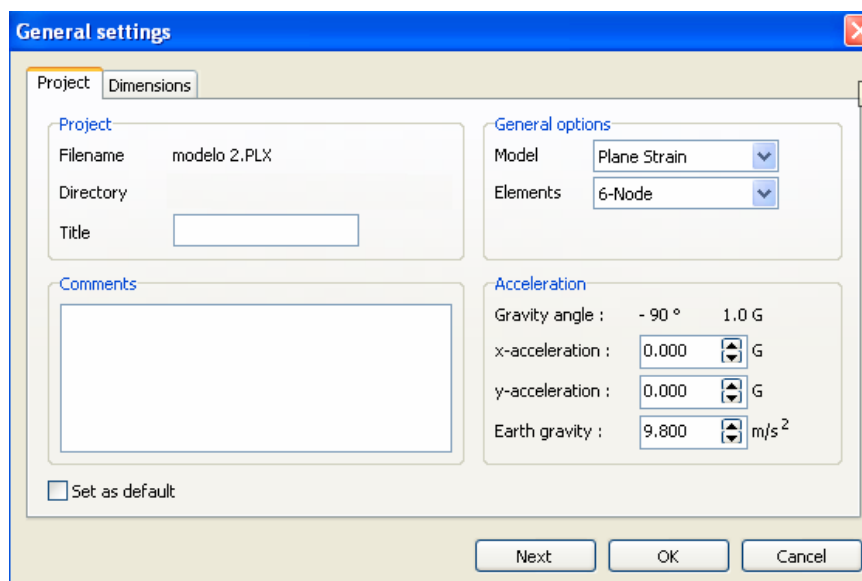 General settings
Project
Dimensions
Project
Filename modelo 2.PLX
Directory
Title
General options
Model Plane Strain
Elements 6-Node
Comments
Acceleration
Gravity angle : - 90 ° 1.0 G
x-acceleration : 0.000 G
y-acceleration : 0.000 G
Earth gravity : 9.800 m/s²
Set as default
Next
OK
Cancel